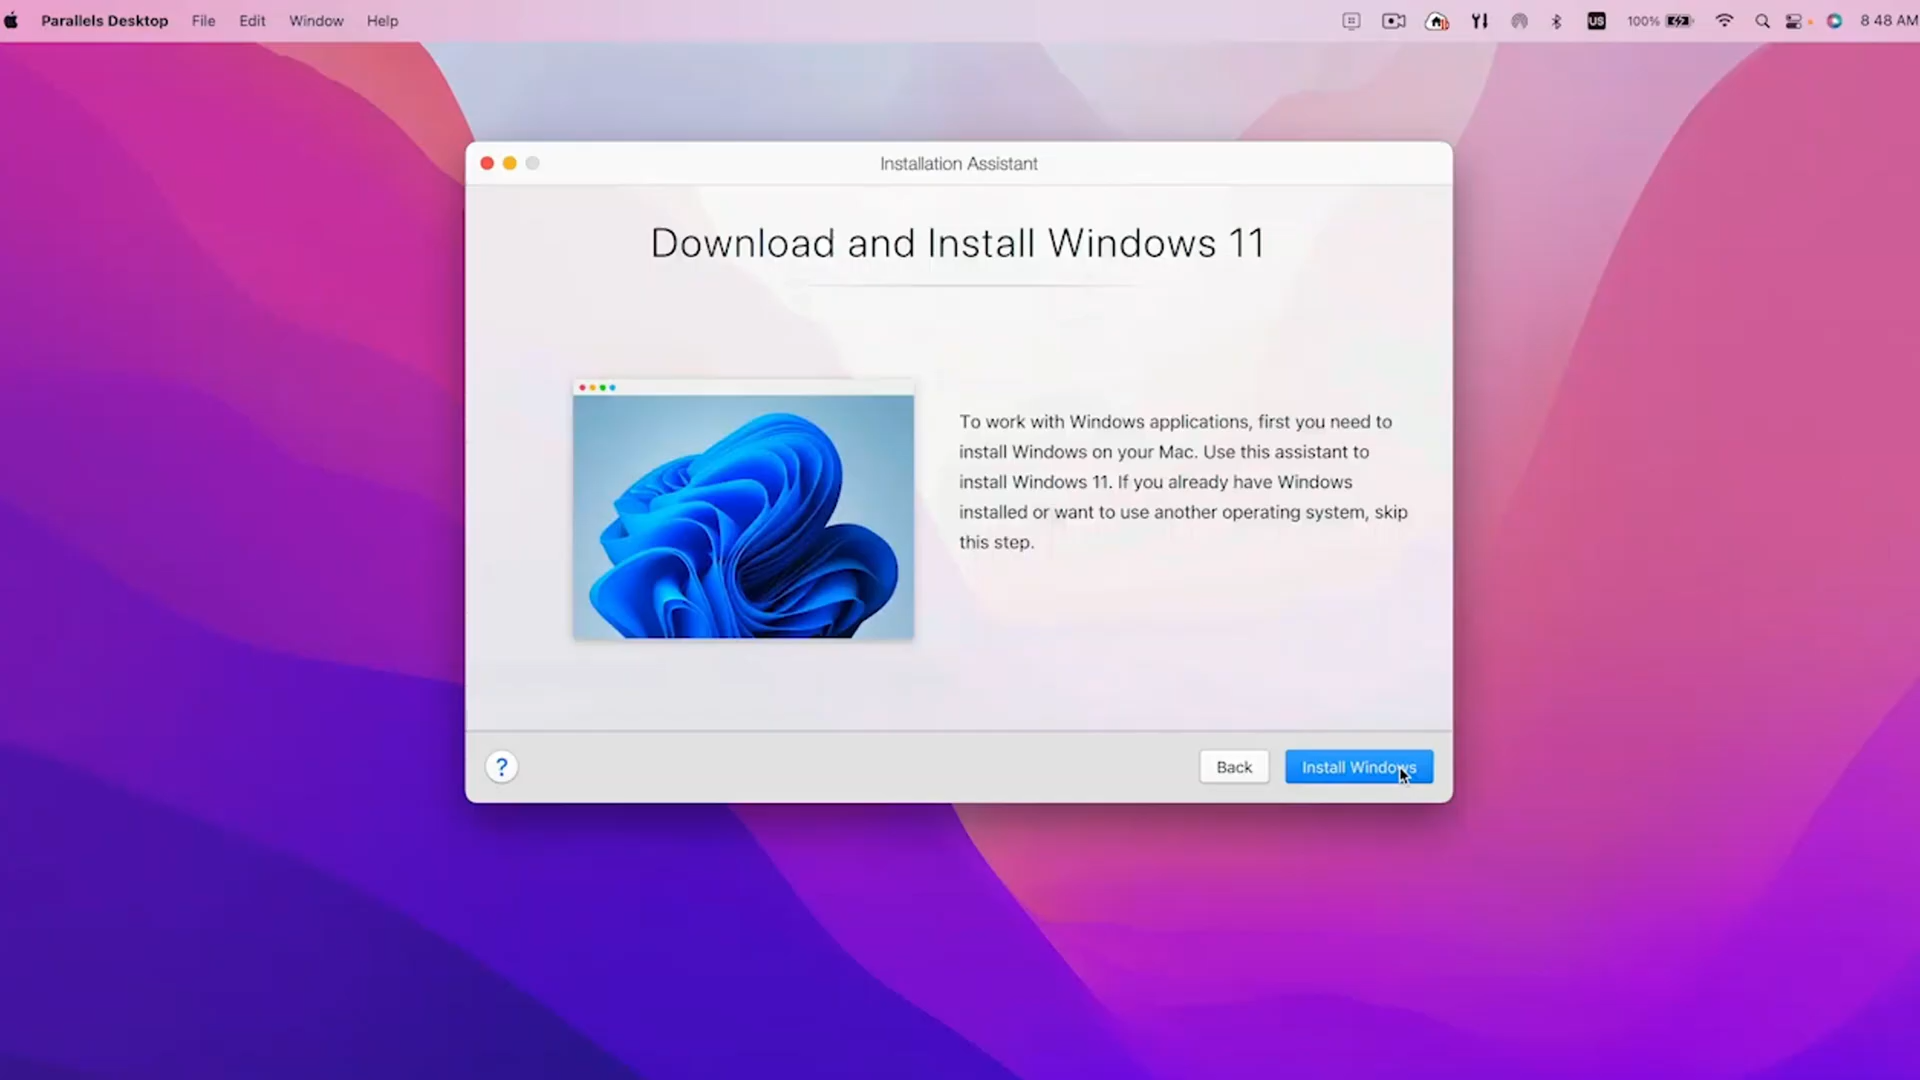 Parallels Desktop File Edit Window Help US 100% 8 48 AM
Installation Assistant
Download and Install Windows 11
To work with Windows applications, first you need to
install Windows on your Mac. Use this assistant to
install Windows 11. If you already have Windows
installed or want to use another operating system, skip
this step.
? Back Install Windows